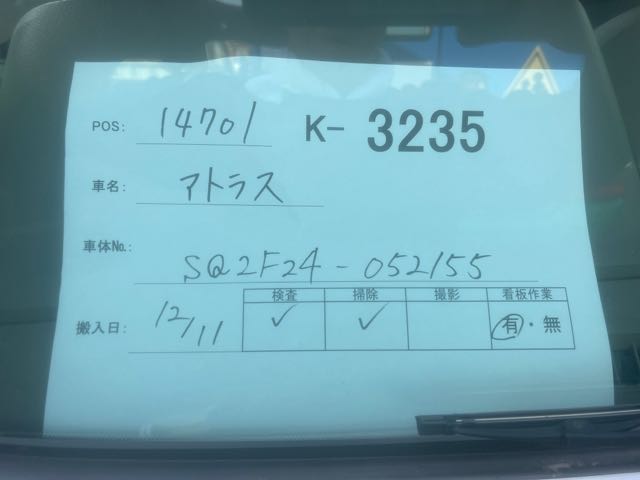 POS: 14701 K- 3235
車名: アトラス
車体No.: SQ2F24-052155
検査 掃除 撮影 看板作業
搬入日: 12/11 ✓ ✓ 有・無